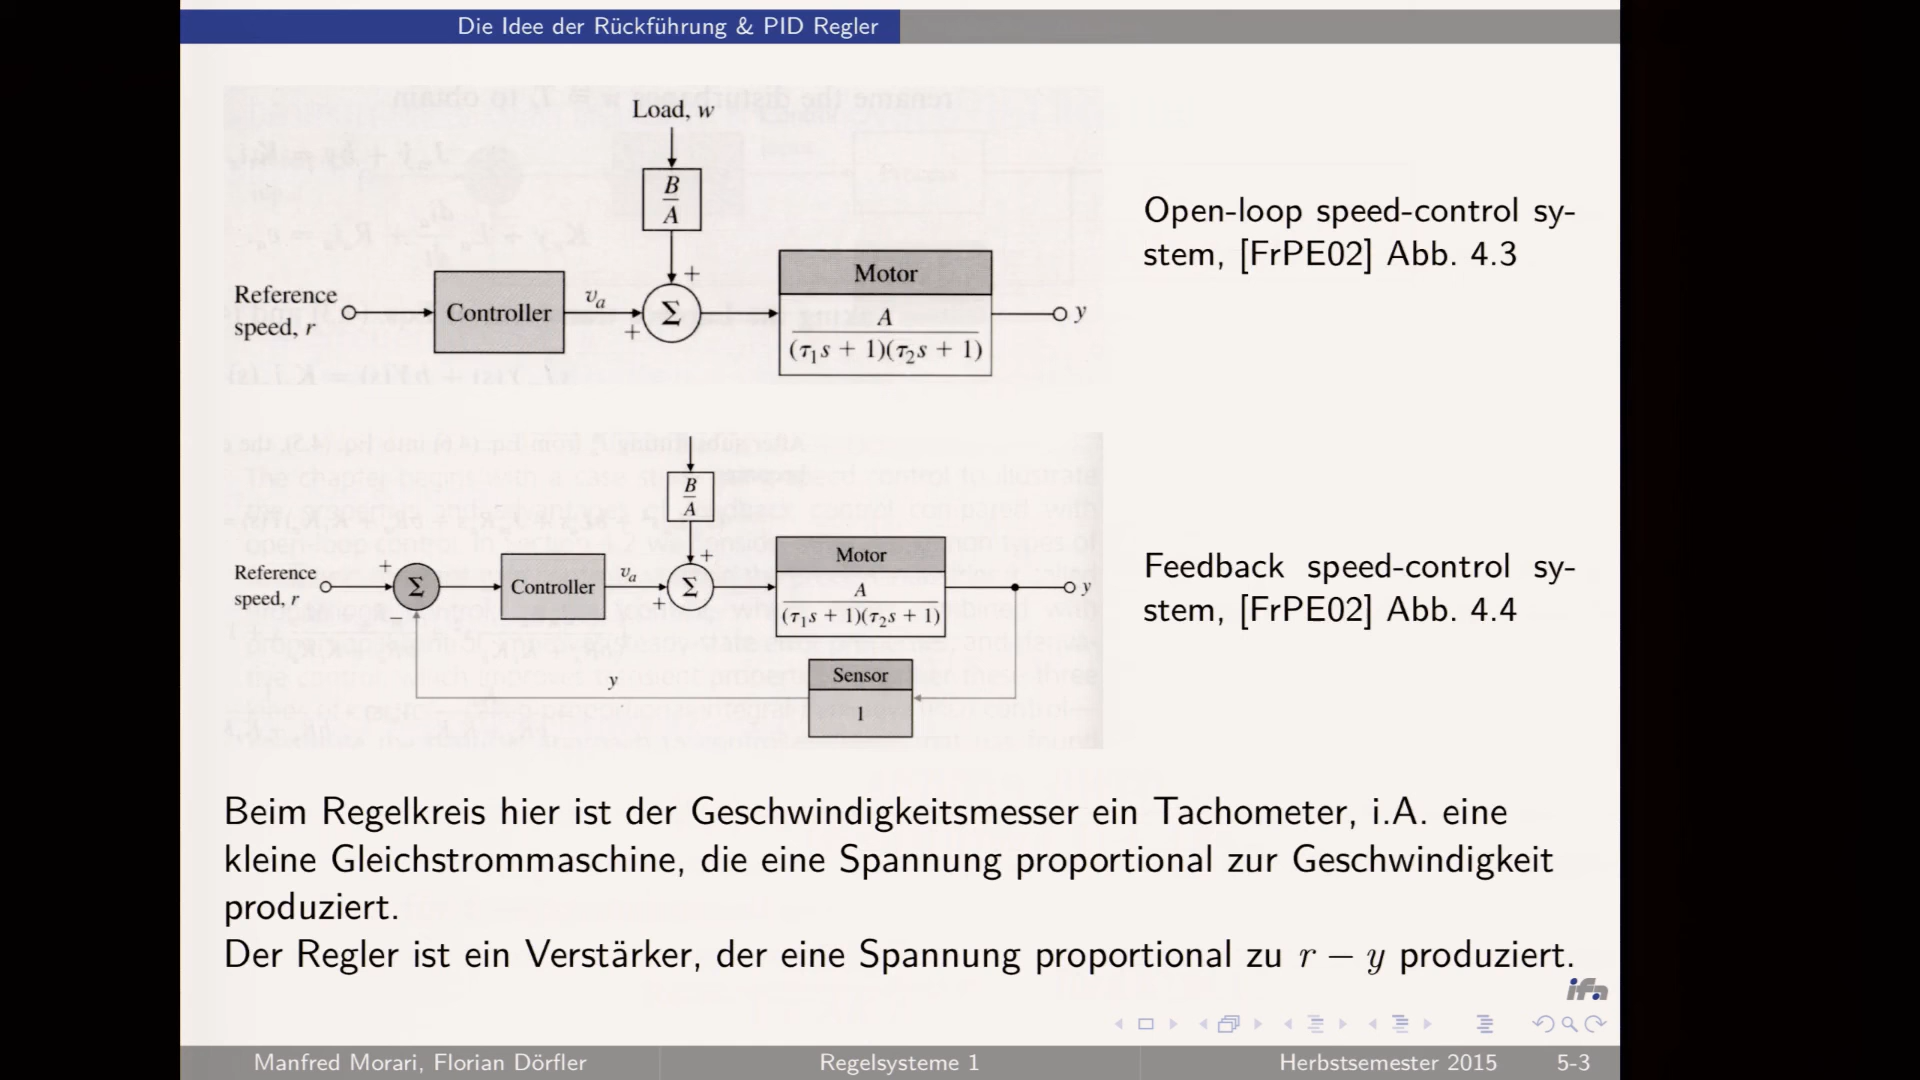 Die Idee der Rückführung & PID Regler
Load, w
B
A
+
Motor
Reference
speed, r
Controller
v_a
Σ
+
A
(τ₁s + 1)(τ₂s + 1)
y
Open-loop speed-control sy-
stem, [FrPE02] Abb. 4.3
B
A
+
Motor
Reference
speed, r
+
Σ
−
Controller
v_a
+
Σ
A
(τ₁s + 1)(τ₂s + 1)
y
Sensor
1
y
Feedback speed-control sy-
stem, [FrPE02] Abb. 4.4
Beim Regelkreis hier ist der Geschwindigkeitsmesser ein Tachometer, i.A. eine
kleine Gleichstrommaschine, die eine Spannung proportional zur Geschwindigkeit
produziert.
Der Regler ist ein Verstärker, der eine Spannung proportional zu r − y produziert.
ifa
Manfred Morari, Florian Dörfler
Regelsysteme 1
Herbstsemester 2015
5-3